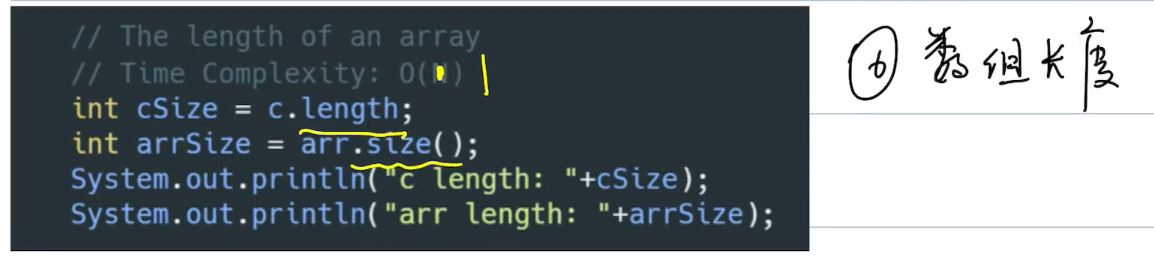 // The length of an array
// Time Complexity: O(N) 1
int cSize = c.length;
int arrSize = arr.size();
System.out.println("c length: "+cSize);
System.out.println("arr length: "+arrSize);
⑥ 数组长度